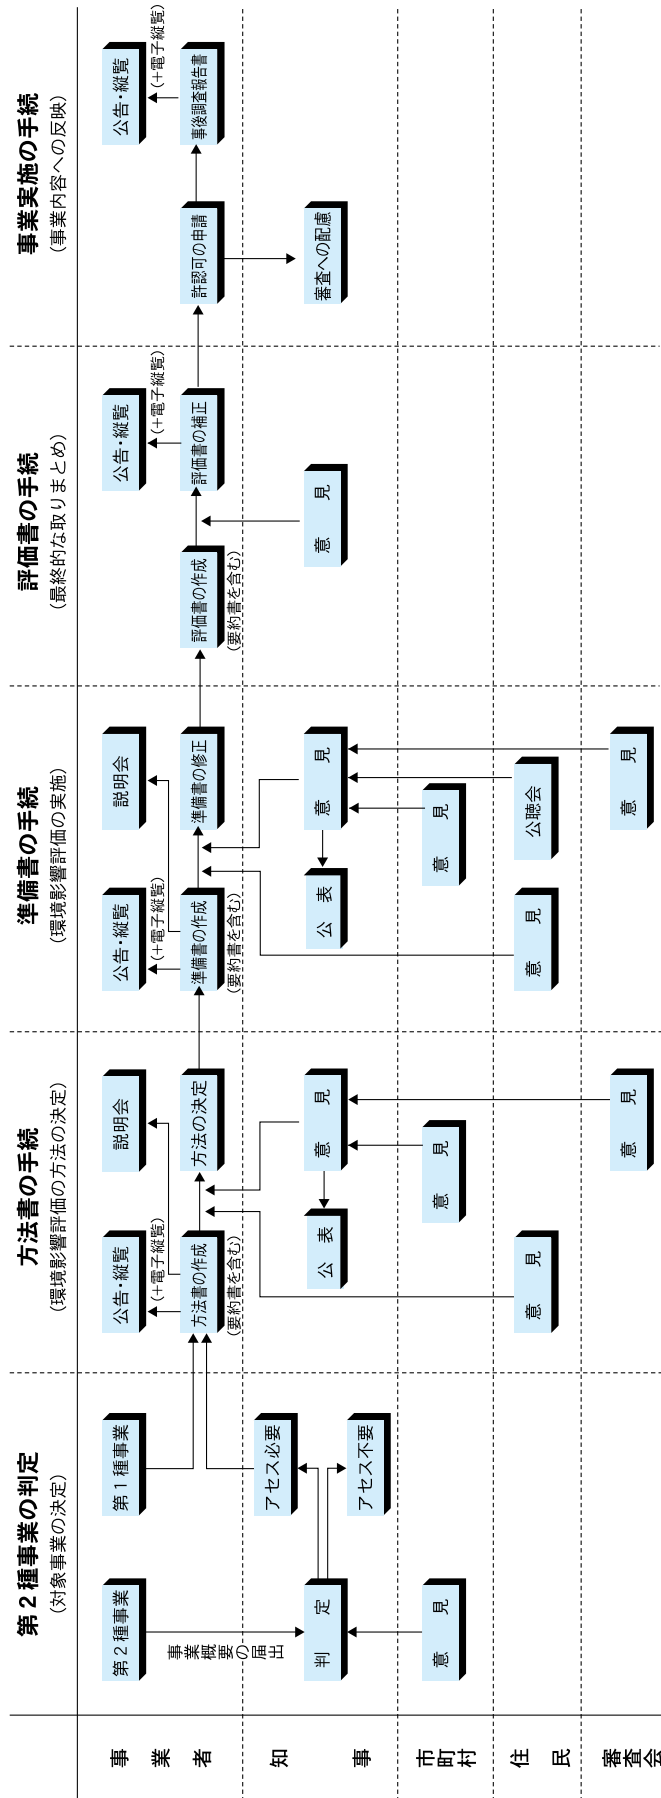 第2種事業の判定
(対象事業の決定)
方法書の手続
(環境影響評価の方法の決定)
準備書の手続
(環境影響評価の実施)
評価書の手続
(最終的な取りまとめ)
事業実施の手続
(事業内容への反映)
事業者
第2種事業
事業概要の届出
第1種事業
公告・縦覧
(+電子縦覧)
説明会
方法書の作成
(要約書を含む)
方法の決定
公告・縦覧
(+電子縦覧)
説明会
準備書の作成
(要約書を含む)
準備書の修正
評価書の作成
(要約書を含む)
公告・縦覧
(+電子縦覧)
評価書の補正
許認可の申請
公告・縦覧
(+電子縦覧)
事後調査報告書
知事
判定
アセス必要
アセス不要
公表
意見
公表
意見
意見
審査への配慮
市町村
意見
意見
意見
住民
意見
意見
公聴会
審査会
意見
意見